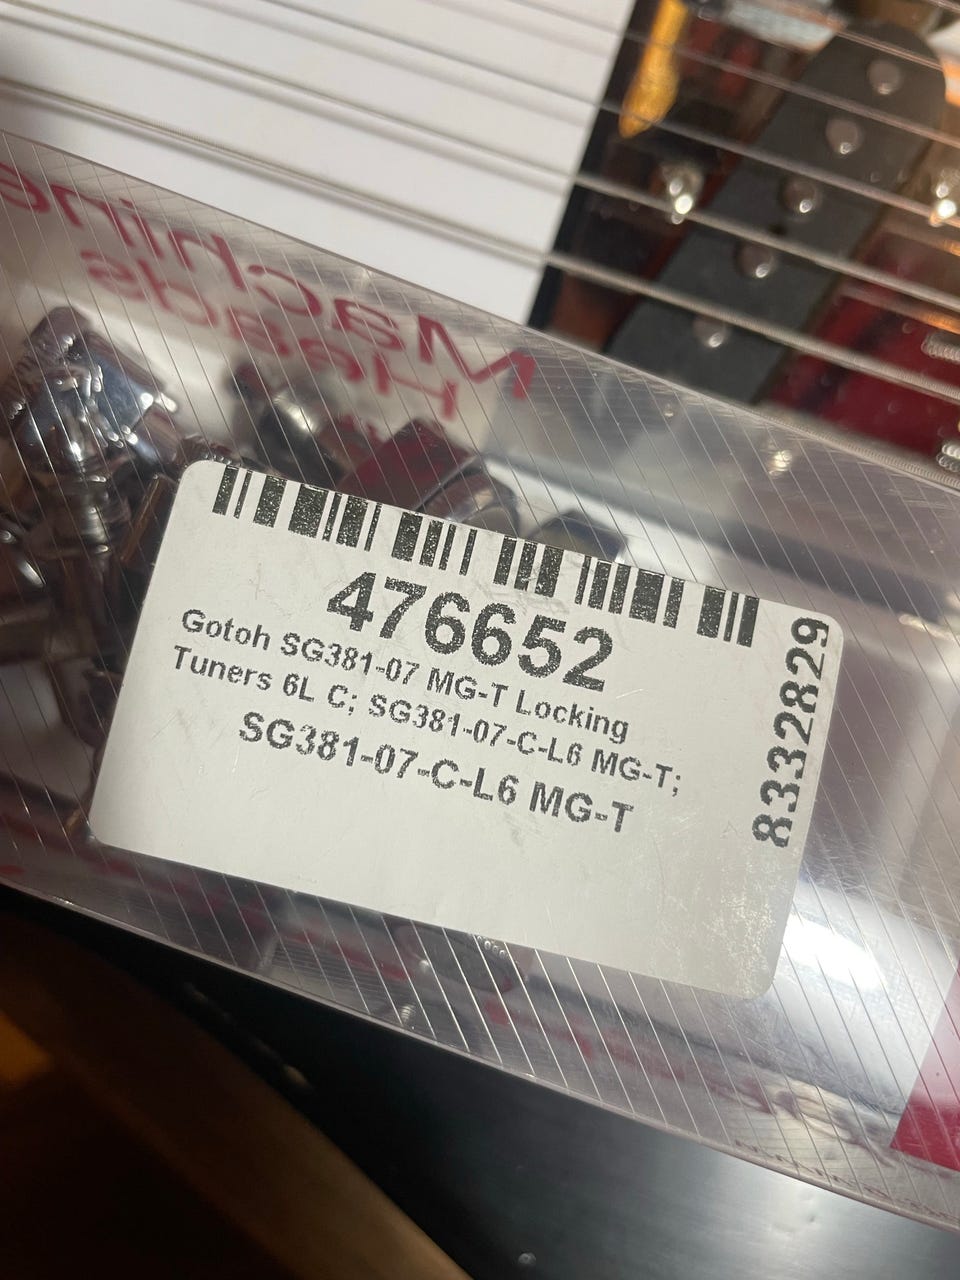 Machine
Heads
476652
Gotoh SG381-07 MG-T Locking
Tuners 6L C; SG381-07-C-L6 MG-T;
SG381-07-C-L6 MG-T
8332829